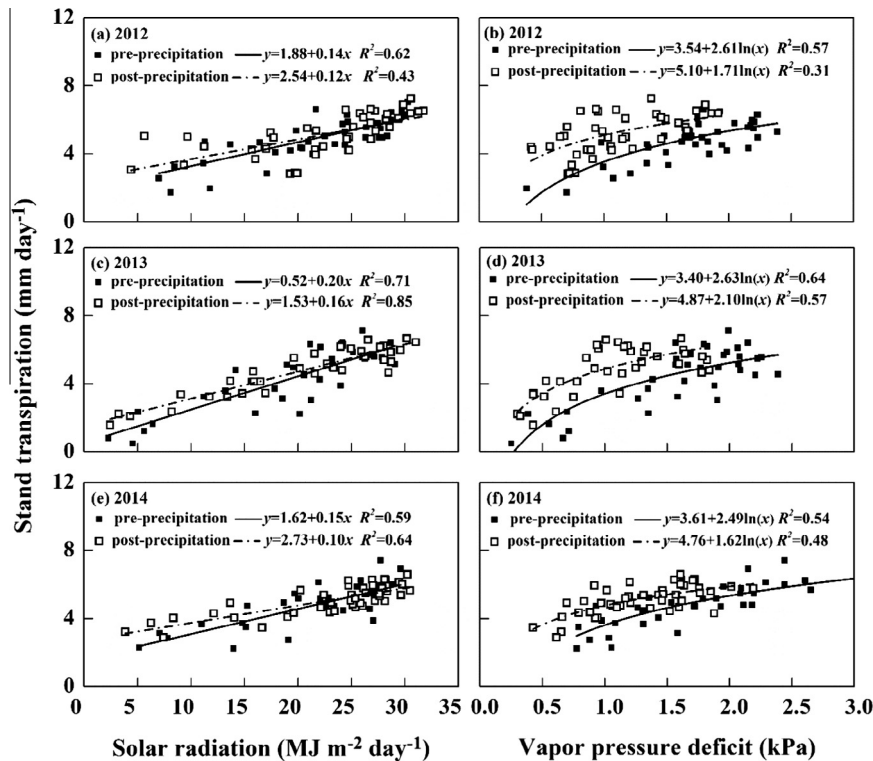 12
8
4
0
(a) 2012
pre-precipitation y=1.88+0.14x R²=0.62
post-precipitation y=2.54+0.12x R²=0.43
(b) 2012
pre-precipitation y=3.54+2.61ln(x) R²=0.57
post-precipitation y=5.10+1.71ln(x) R²=0.31
12
8
4
0
(c) 2013
pre-precipitation y=0.52+0.20x R²=0.71
post-precipitation y=1.53+0.16x R²=0.85
(d) 2013
pre-precipitation y=3.40+2.63ln(x) R²=0.64
post-precipitation y=4.87+2.10ln(x) R²=0.57
12
8
4
0
(e) 2014
pre-precipitation y=1.62+0.15x R²=0.59
post-precipitation y=2.73+0.10x R²=0.64
(f) 2014
pre-precipitation y=3.61+2.49ln(x) R²=0.54
post-precipitation y=4.76+1.62ln(x) R²=0.48
Stand transpiration (mm day⁻¹)
0 5 10 15 20 25 30 35
0.0 0.5 1.0 1.5 2.0 2.5 3.0
Solar radiation (MJ m⁻² day⁻¹)
Vapor pressure deficit (kPa)